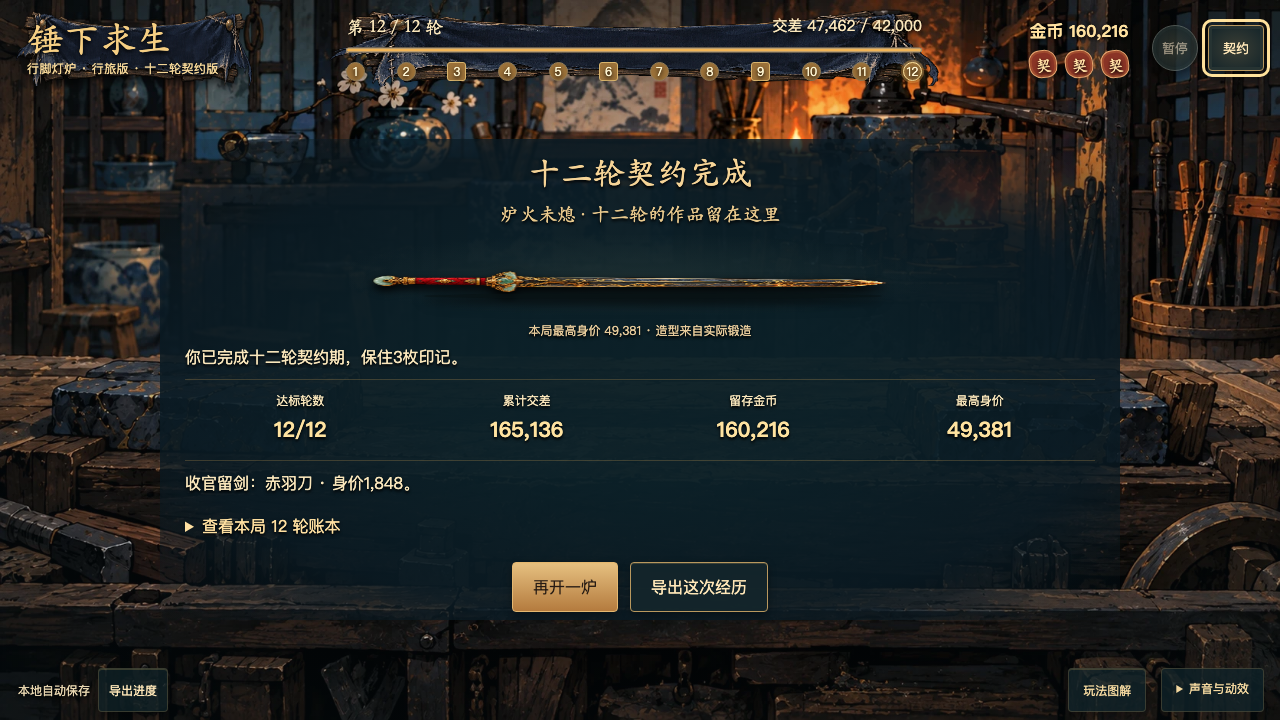 锤下求生
行脚灯炉 · 行旅版 · 十二轮契约版
第 12 / 12 轮
交差 47,462 / 42,000
1 2 3 4 5 6 7 8 9 10 11 12
金币 160,216
契 契 契
暂停
契约
十二轮契约完成
炉火未熄 · 十二轮的作品留在这里
本局最高身价 49,381 · 造型来自实际锻造
你已完成十二轮契约期，保住3枚印记。
达标轮数 累计交差 留存金币 最高身价
12/12 165,136 160,216 49,381
收官留剑：赤羽刀 · 身价1,848。
▶ 查看本局 12 轮账本
再开一炉 导出这次经历
本地自动保存 导出进度
玩法图解
▶ 声音与动效